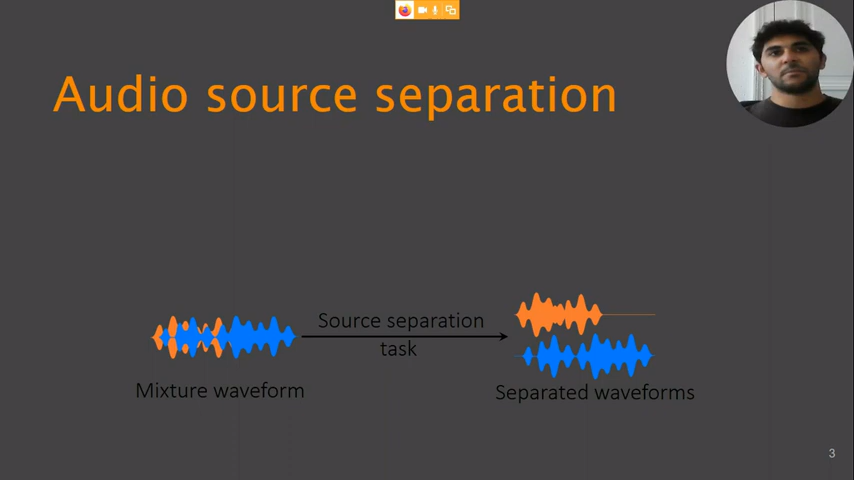 Audio source separation
Source separation
task
Mixture waveform
Separated waveforms
3